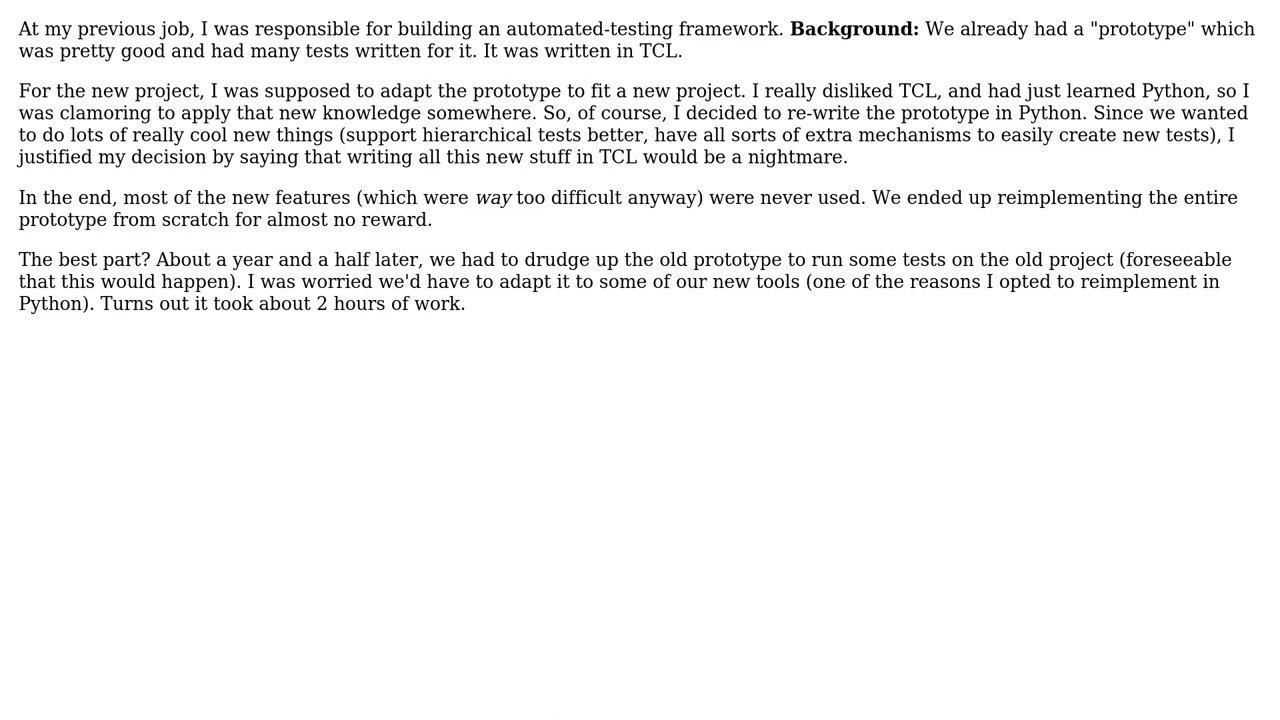 At my previous job, I was responsible for building an automated-testing framework. Background: We already had a "prototype" which
was pretty good and had many tests written for it. It was written in TCL.
For the new project, I was supposed to adapt the prototype to fit a new project. I really disliked TCL, and had just learned Python, so I
was clamoring to apply that new knowledge somewhere. So, of course, I decided to re-write the prototype in Python. Since we wanted
to do lots of really cool new things (support hierarchical tests better, have all sorts of extra mechanisms to easily create new tests), I
justified my decision by saying that writing all this new stuff in TCL would be a nightmare.
In the end, most of the new features (which were way too difficult anyway) were never used. We ended up reimplementing the entire
prototype from scratch for almost no reward.
The best part? About a year and a half later, we had to drudge up the old prototype to run some tests on the old project (foreseeable
that this would happen). I was worried we'd have to adapt it to some of our new tools (one of the reasons I opted to reimplement in
Python). Turns out it took about 2 hours of work.